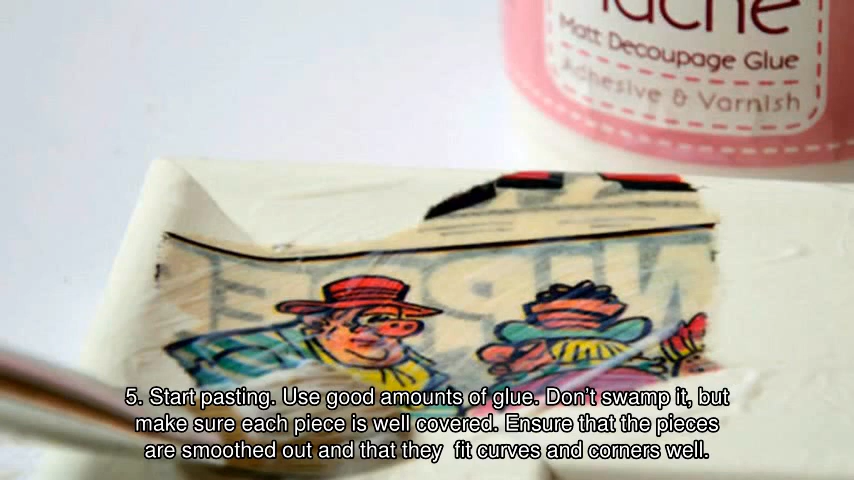 Matt Decoupage Glue
Adhesive & Varnish
5. Start pasting. Use good amounts of glue. Don't swamp it, but
make sure each piece is well covered. Ensure that the pieces
are smoothed out and that they fit curves and corners well.